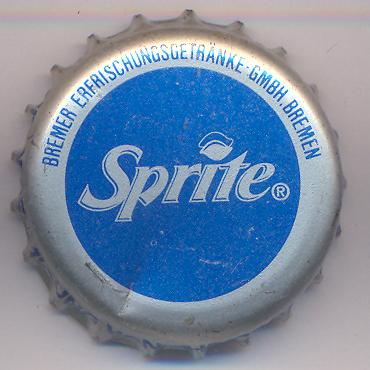 BREMER ERFRISCHUNGSGETRÄNKE-GMBH, BREMEN
Sprite®